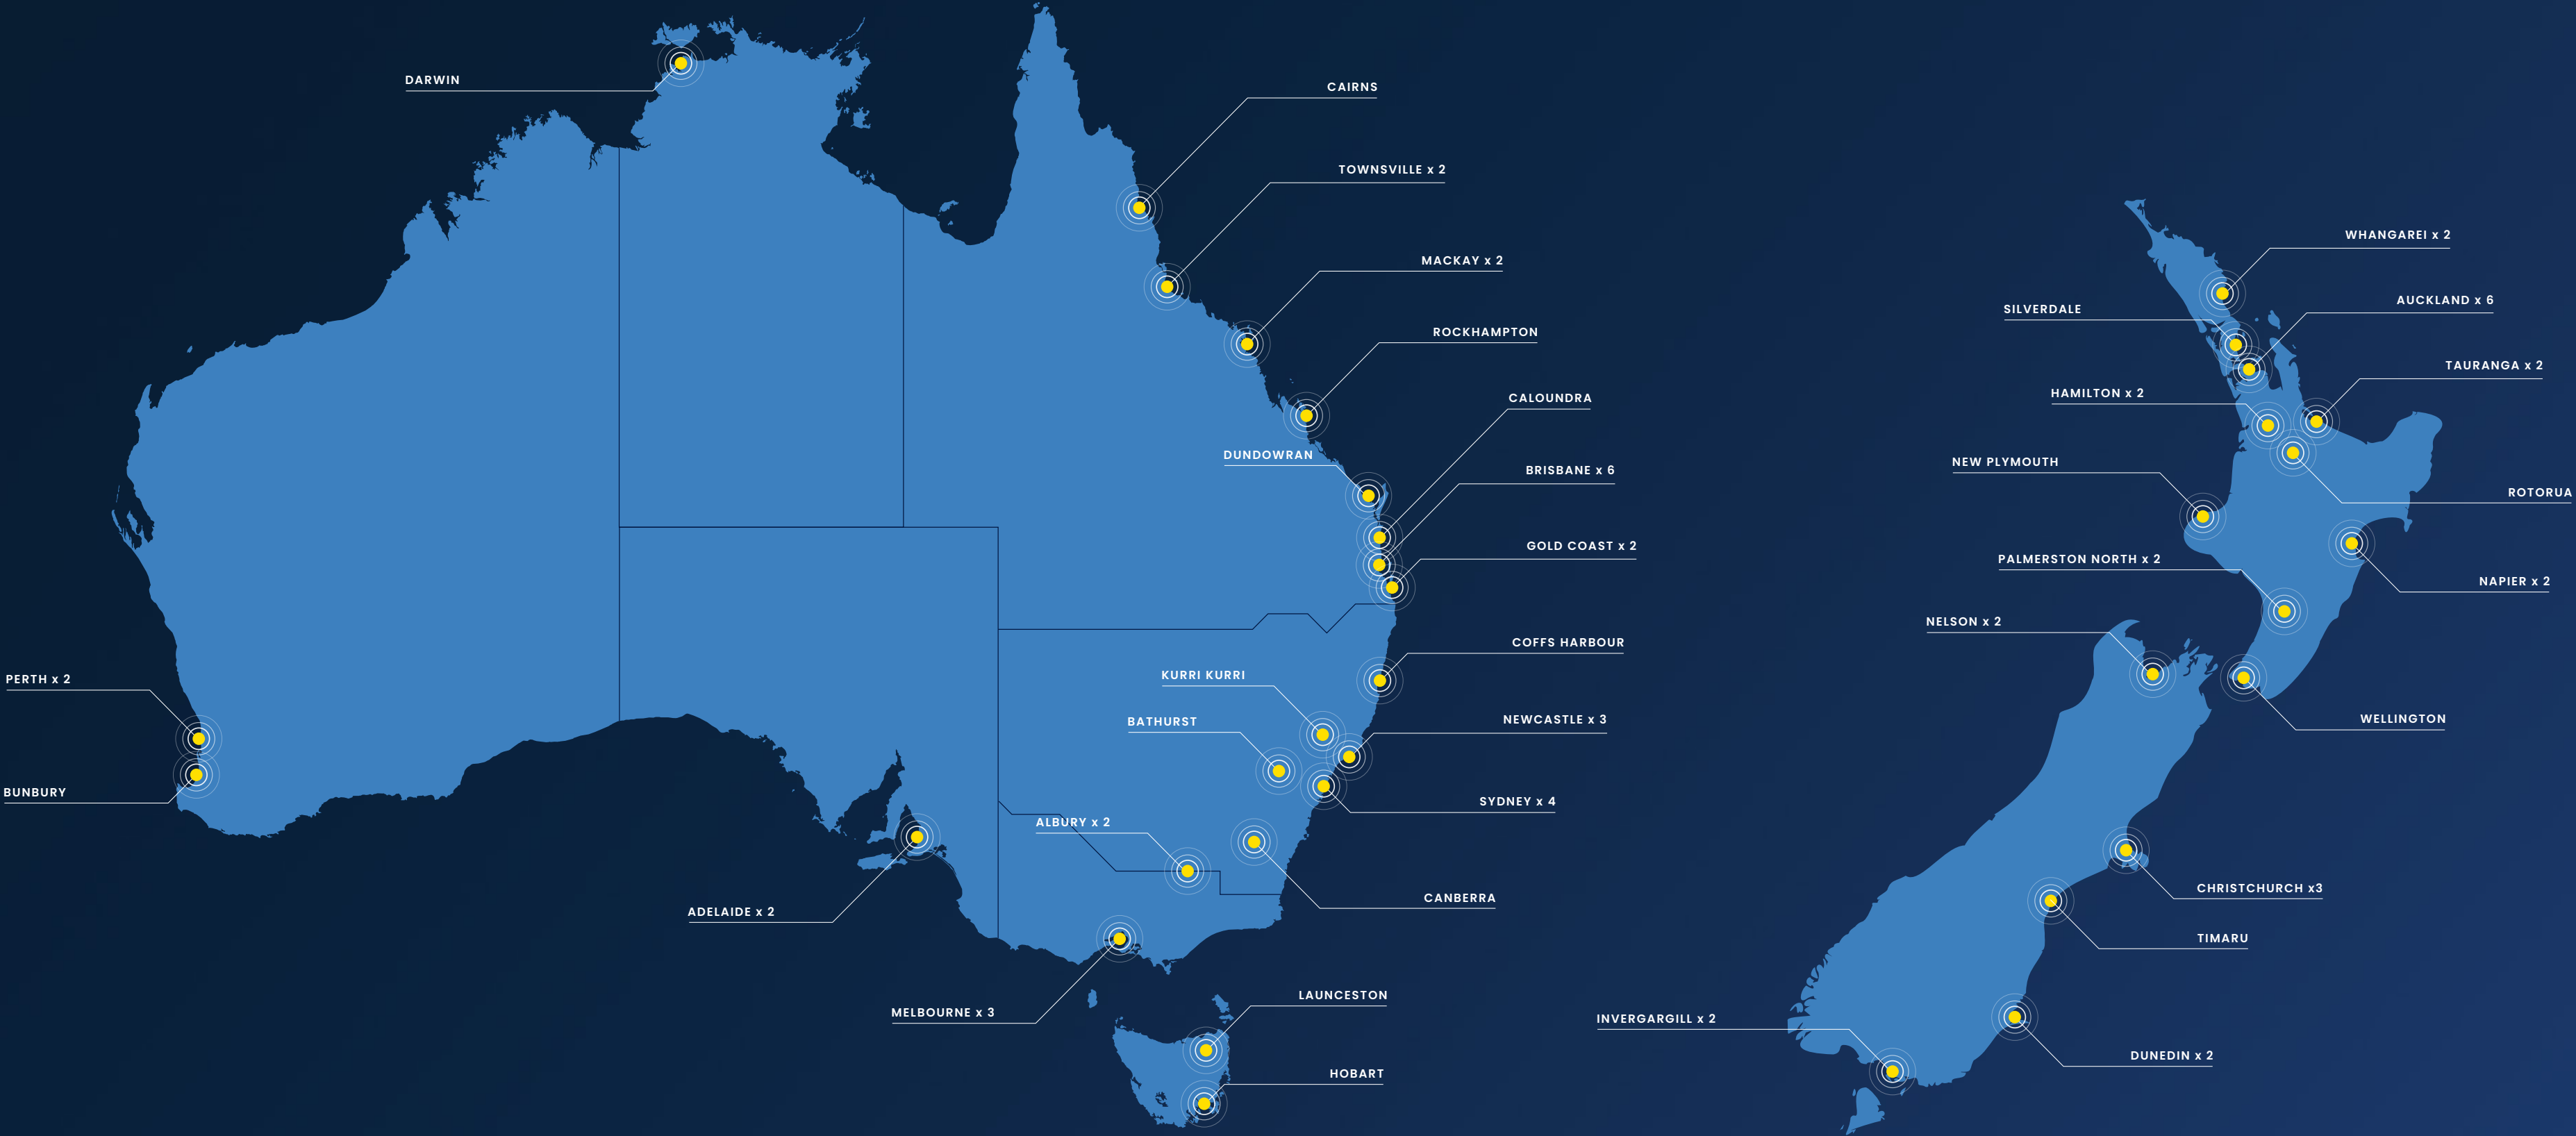 DARWIN
CAIRNS
TOWNSVILLE x 2
MACKAY x 2
ROCKHAMPTON
CALOUNDRA
DUNDOWRAN
BRISBANE x 6
GOLD COAST x 2
COFFS HARBOUR
KURRI KURRI
PERTH x 2
BATHURST
NEWCASTLE x 3
BUNBURY
SYDNEY x 4
ALBURY x 2
CANBERRA
ADELAIDE x 2
MELBOURNE x 3
LAUNCESTON
HOBART
WHANGAREI x 2
AUCKLAND x 6
SILVERDALE
TAURANGA x 2
HAMILTON x 2
NEW PLYMOUTH
ROTORUA
PALMERSTON NORTH x 2
NAPIER x 2
NELSON x 2
WELLINGTON
CHRISTCHURCH x3
TIMARU
INVERGARGILL x 2
DUNEDIN x 2